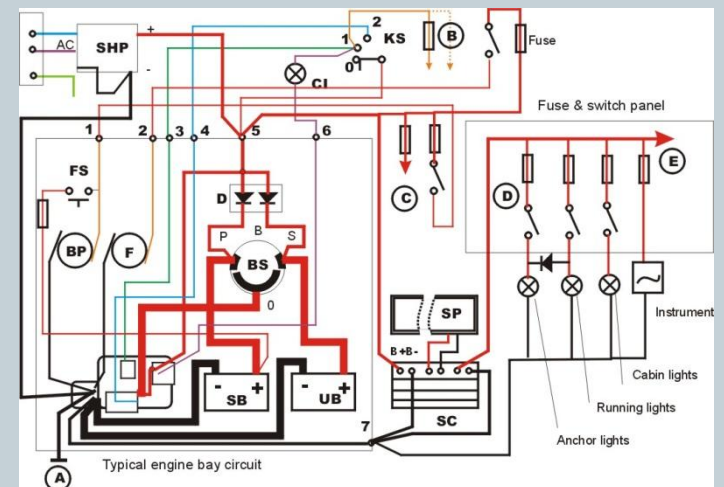 AC
SHP
+
-
2
1
0
KS
CI
B
Fuse
Fuse & switch panel
1
2
3
4
5
6
FS
BP
F
D
P
B
S
BS
0
C
D
E
SP
B+B-
SC
Instrument
Cabin lights
Running lights
Anchor lights
- +
SB
- +
UB
7
A
Typical engine bay circuit